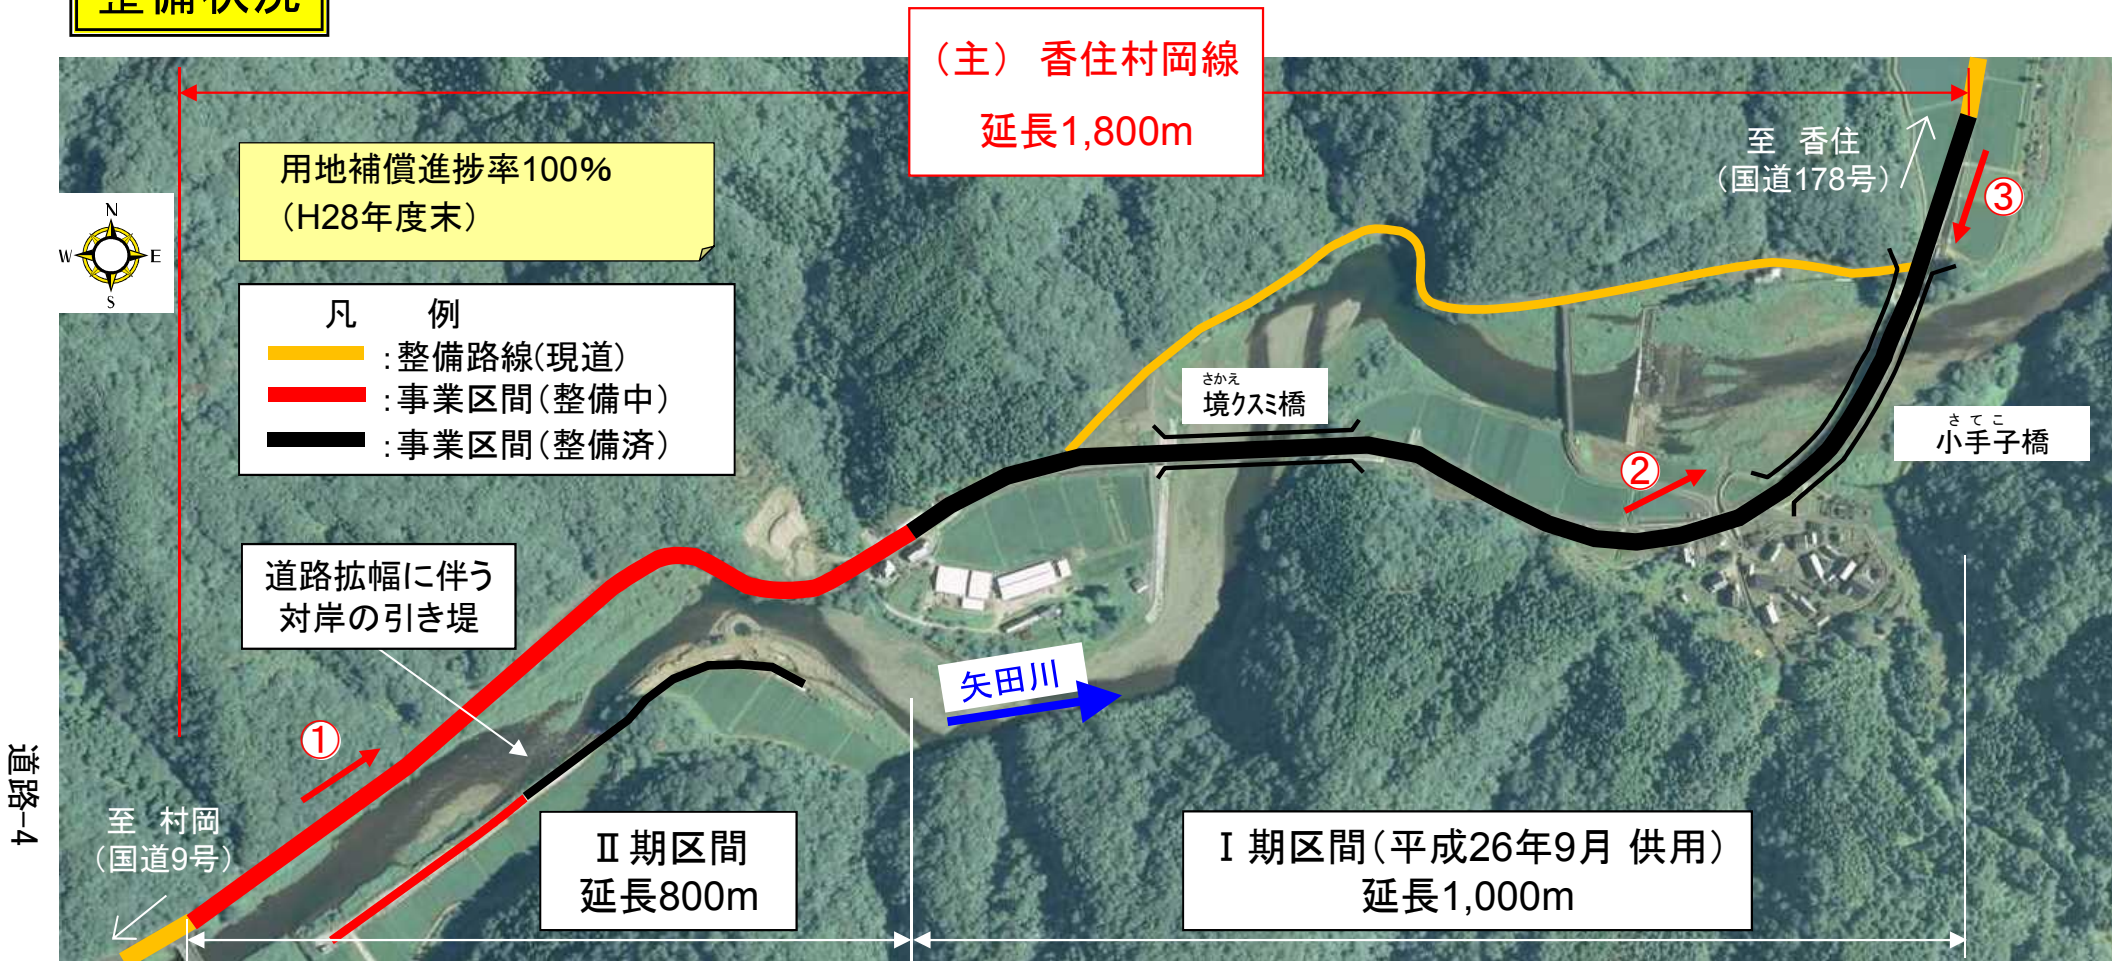 整備状況
（主） 香住村岡線
延長1,800m
用地補償進捗率100%
（H28年度末）
至 香住
（国道178号）
③
N
W
E
S
凡 例
：整備路線(現道)
：事業区間（整備中）
：事業区間（整備済）
さかえ
境クスミ橋
さてこ
小手子橋
②
道路拡幅に伴う
対岸の引き堤
矢田川
①
道路-4
至 村岡
（国道9号）
Ⅱ期区間
延長800m
Ⅰ期区間（平成26年9月 供用）
延長1,000m